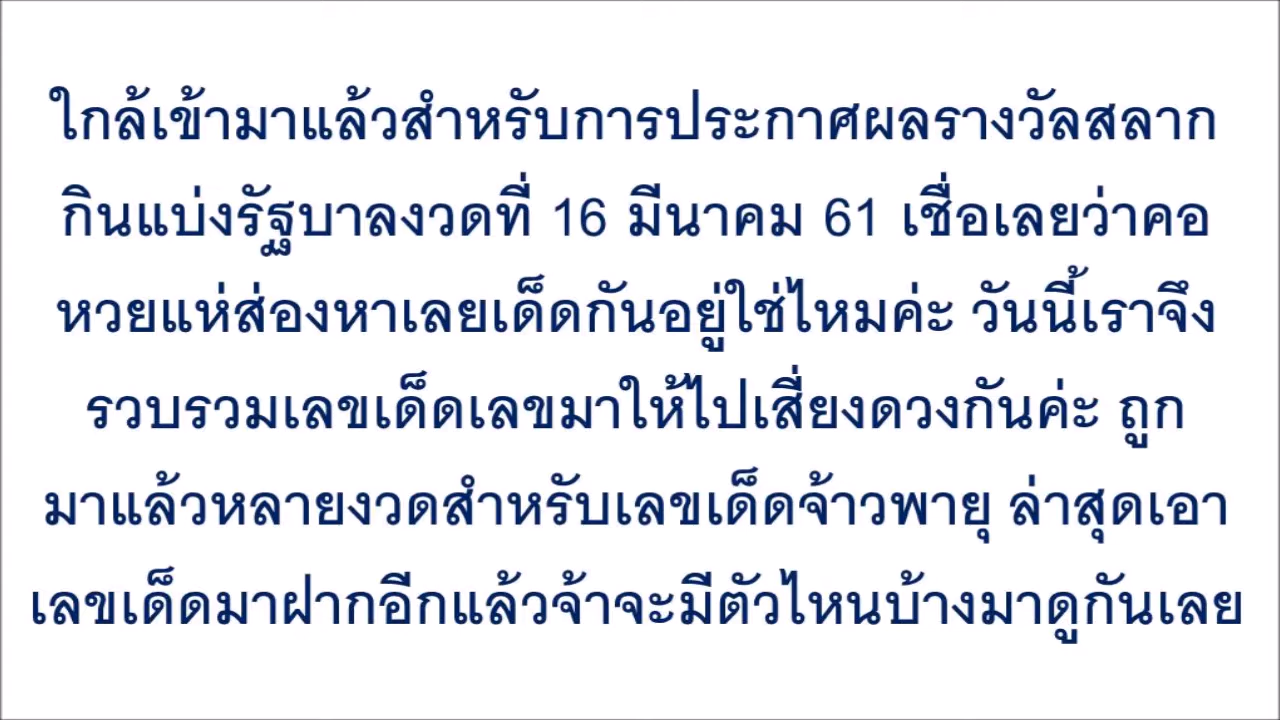 ใกล้เข้ามาแล้วสำหรับการประกาศผลรางวัลสลาก
กินแบ่งรัฐบาลงวดที่ 16 มีนาคม 61 เชื่อเลยว่าคอ
หวยแห่ส่องหาเลยเด็ดกันอยู่ใช่ไหมค่ะ วันนี้เราจึง
รวบรวมเลขเด็ดเลขมาให้ไปเสี่ยงดวงกันค่ะ ถูก
มาแล้วหลายงวดสำหรับเลขเด็ดจ้าวพายุ ล่าสุดเอา
เลขเด็ดมาฝากอีกแล้วจ้าจะมีตัวไหนบ้างมาดูกันเลย